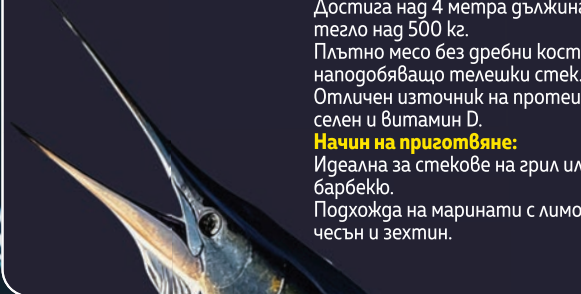 Достига над 4 метра дължина
тегло над 500 кг.
Плътно месо без дребни кост
наподобяващо телешки стек.
Отличен източник на протеи
селен и витамин D.
Начин на приготвяне:
Идеална за стекове на грил ил
барбекю.
Подхожда на маринати с лимо
чесън и зехтин.